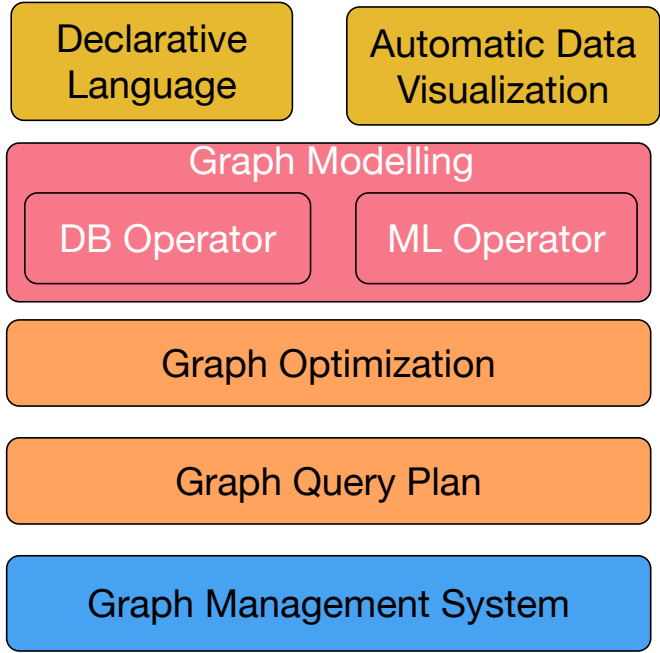 Declarative
Language
Automatic Data
Visualization
Graph Modelling
DB Operator
ML Operator
Graph Optimization
Graph Query Plan
Graph Management System